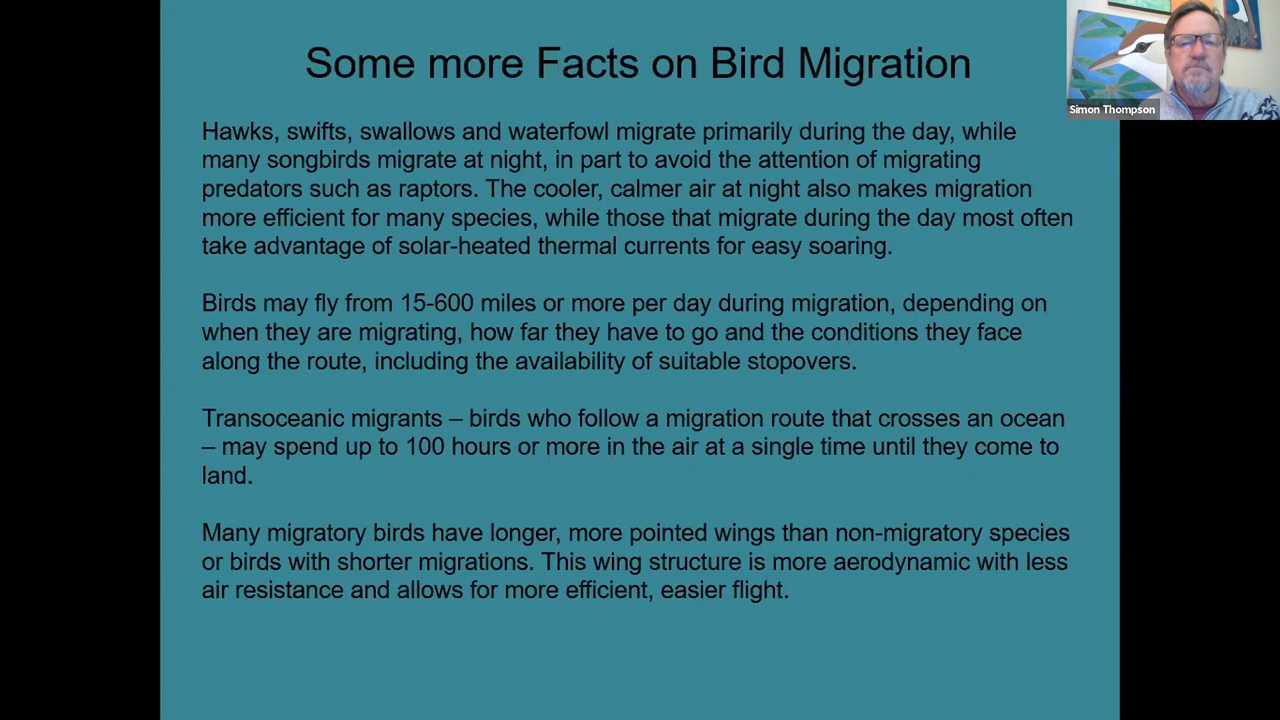 Some more Facts on Bird Migration
Simon Thompson
Hawks, swifts, swallows and waterfowl migrate primarily during the day, while
many songbirds migrate at night, in part to avoid the attention of migrating
predators such as raptors. The cooler, calmer air at night also makes migration
more efficient for many species, while those that migrate during the day most often
take advantage of solar-heated thermal currents for easy soaring.
Birds may fly from 15-600 miles or more per day during migration, depending on
when they are migrating, how far they have to go and the conditions they face
along the route, including the availability of suitable stopovers.
Transoceanic migrants – birds who follow a migration route that crosses an ocean
– may spend up to 100 hours or more in the air at a single time until they come to
land.
Many migratory birds have longer, more pointed wings than non-migratory species
or birds with shorter migrations. This wing structure is more aerodynamic with less
air resistance and allows for more efficient, easier flight.